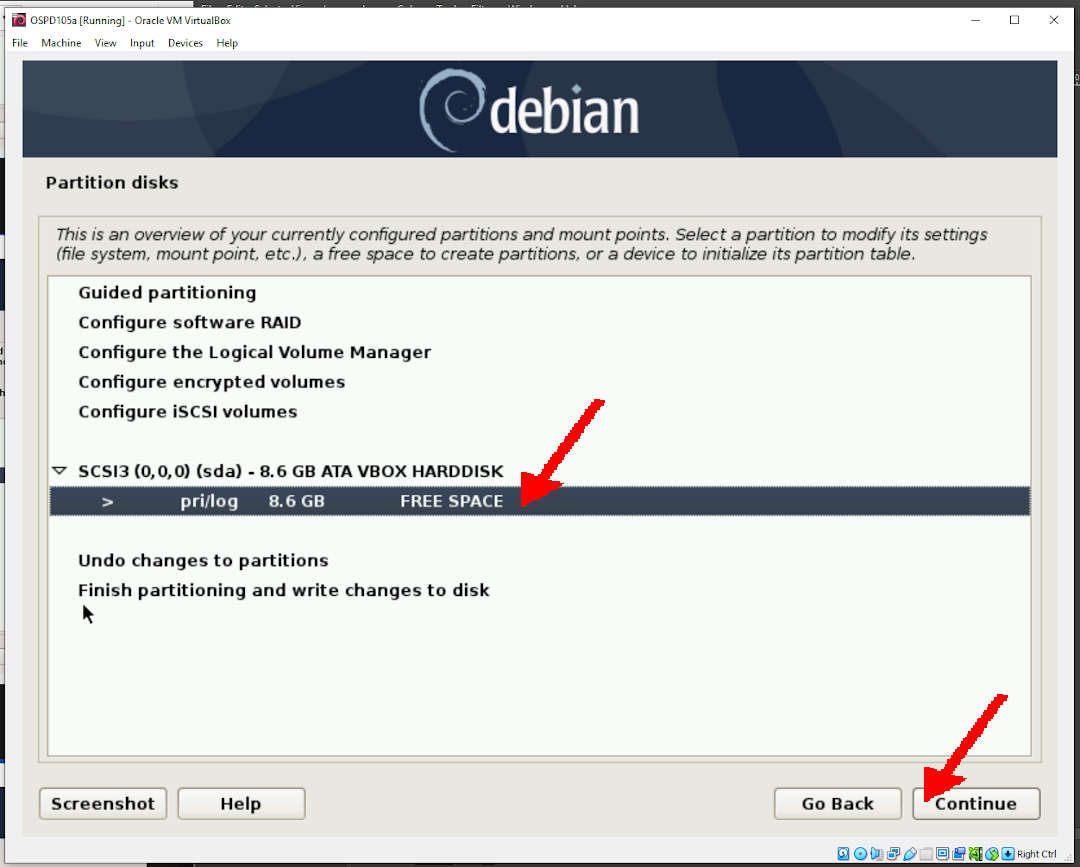 OSPD105a [Running] - Oracle VM VirtualBox
File Machine View Input Devices Help
debian
Partition disks
This is an overview of your currently configured partitions and mount points. Select a partition to modify its settings
(file system, mount point, etc.), a free space to create partitions, or a device to initialize its partition table.
Guided partitioning
Configure software RAID
Configure the Logical Volume Manager
Configure encrypted volumes
Configure iSCSI volumes
SCSI3 (0,0,0) (sda) - 8.6 GB ATA VBOX HARDDISK
> pri/log 8.6 GB FREE SPACE
Undo changes to partitions
Finish partitioning and write changes to disk
Screenshot Help Go Back Continue
Right Ctrl